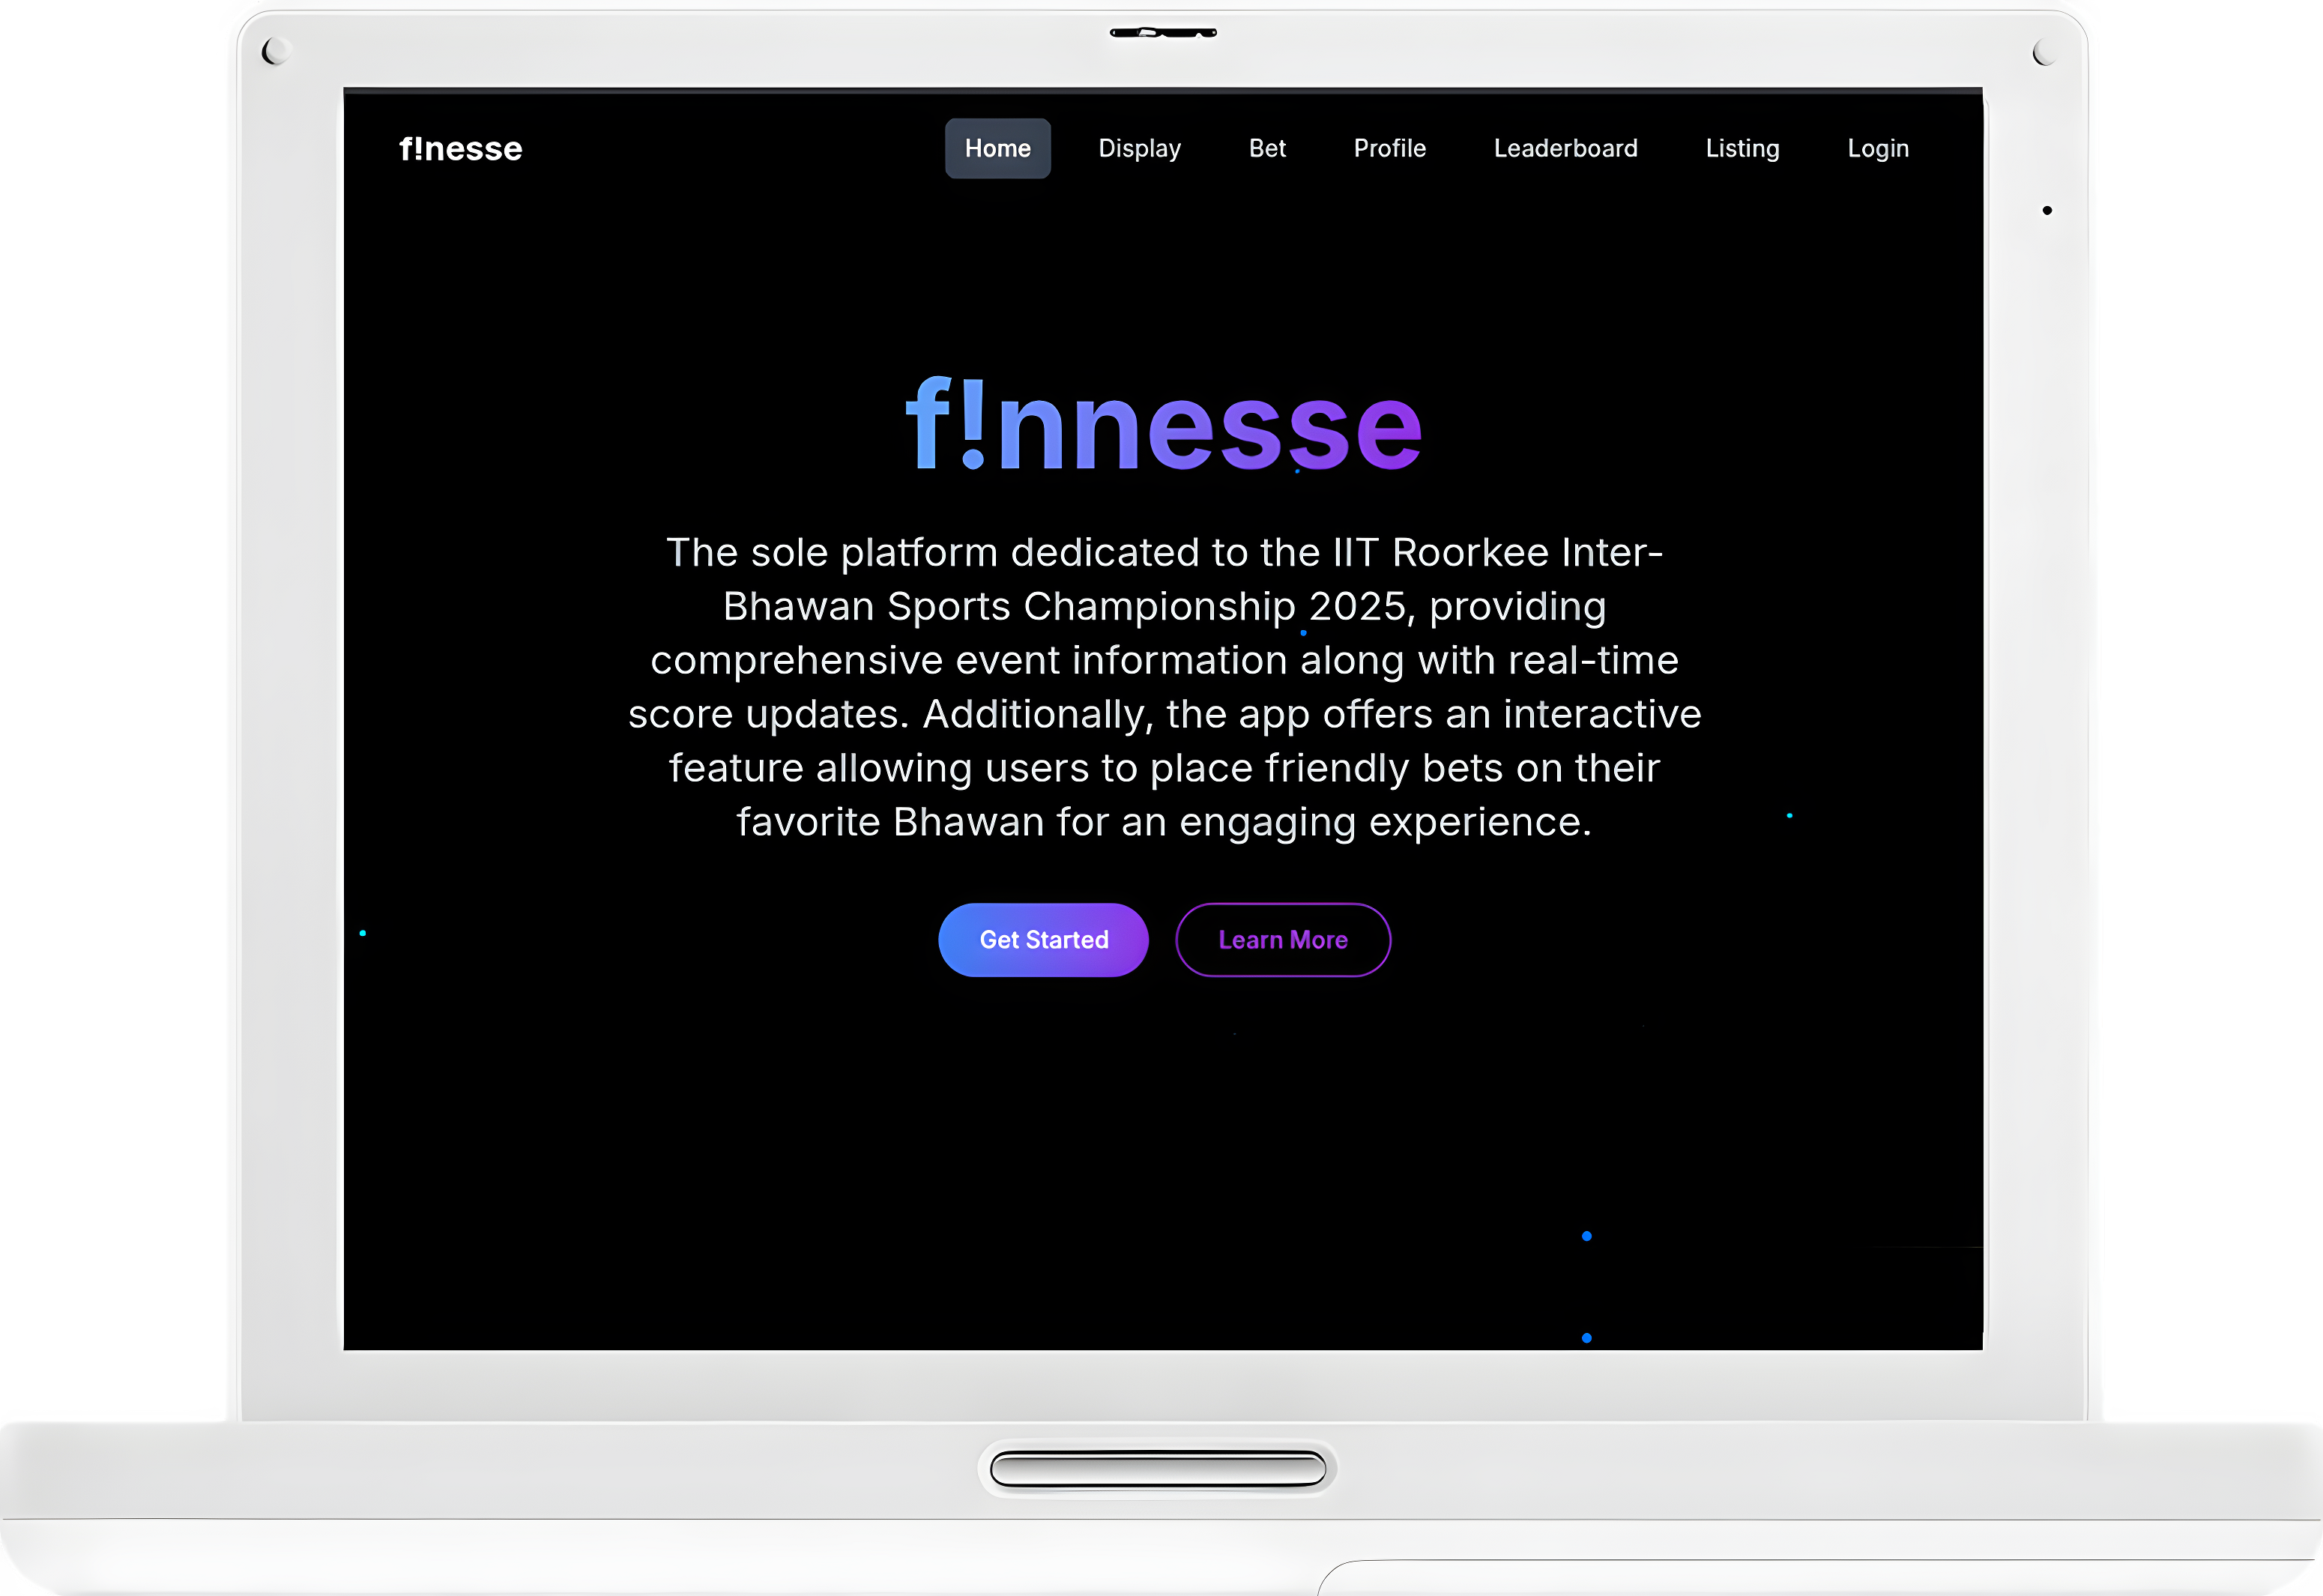 f!nesse
Home Display Bet Profile Leaderboard Listing Login
f!nnesse
The sole platform dedicated to the IIT Roorkee Inter-
Bhawan Sports Championship 2025, providing
comprehensive event information along with real-time
score updates. Additionally, the app offers an interactive
feature allowing users to place friendly bets on their
favorite Bhawan for an engaging experience.
Get Started Learn More